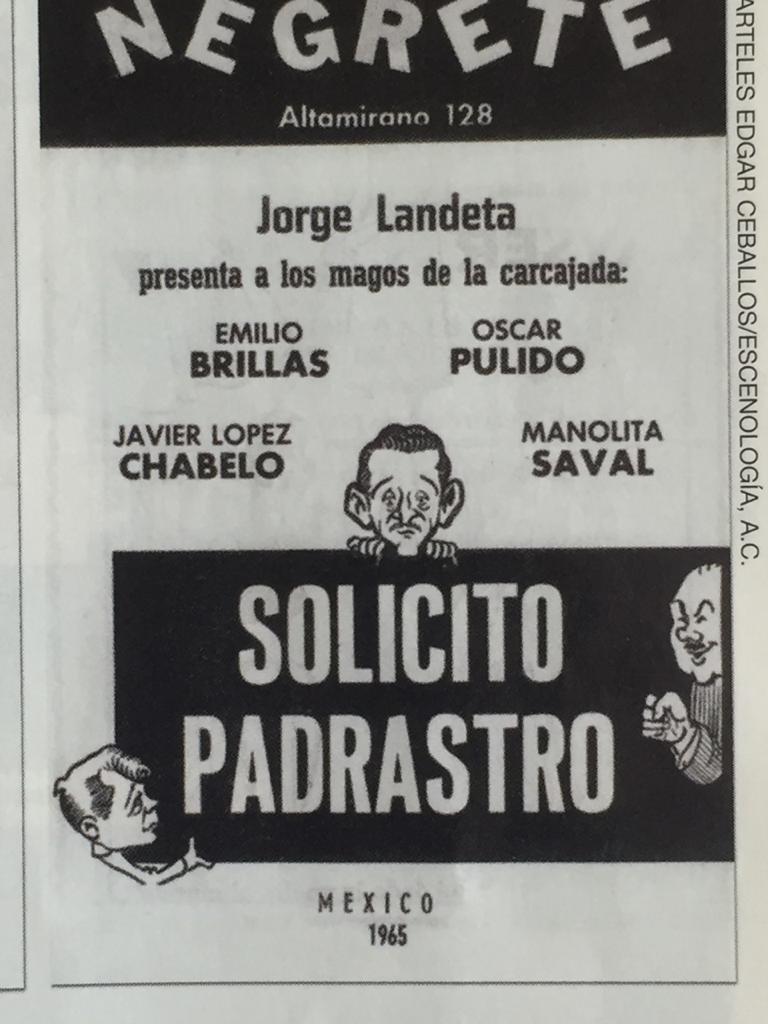 NEGRETE
Altamirano 128
Jorge Landeta
presenta a los magos de la carcajada:
EMILIO
BRILLAS
OSCAR
PULIDO
JAVIER LOPEZ
CHABELO
MANOLITA
SAVAL
SOLICITO
PADRASTRO
MEXICO
1965
ARTELES EDGAR CEBALLOS/ESCENOLOGÍA, A.C.